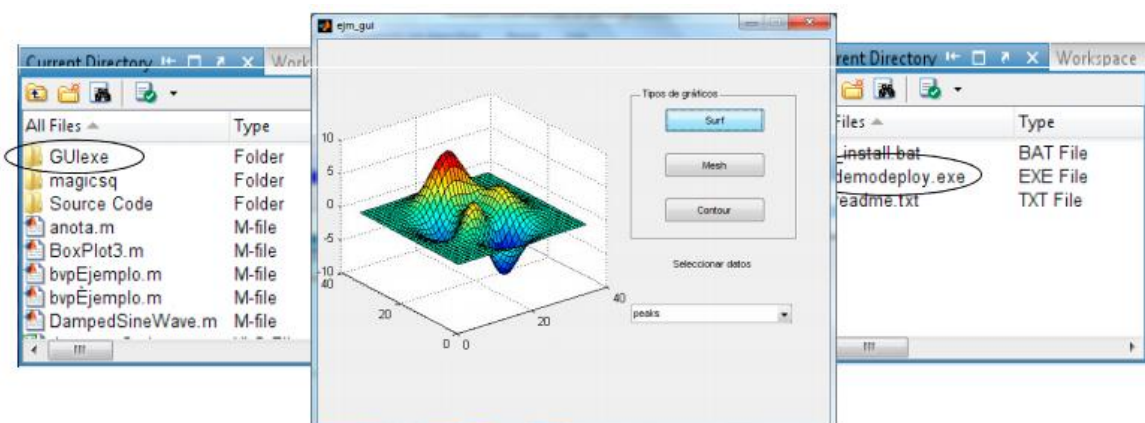 Current Directory
Work
All Files
Type
GUIexe
Folder
magicsq
Folder
Source Code
Folder
anota.m
M-file
BoxPlot3.m
M-file
bvpEjemplo.m
M-file
bvpÈjemplo.m
M-file
DampedSineWave.m
M-file
ejm_gui
10
5
0
-5
-10
40
20
0
0
20
40
Tipos de gráficos
Surf
Mesh
Contour
Seleccionar datos
peaks
rent Directory
Workspace
Files
Type
_install.bat
BAT File
demodeploy.exe
EXE File
readme.txt
TXT File